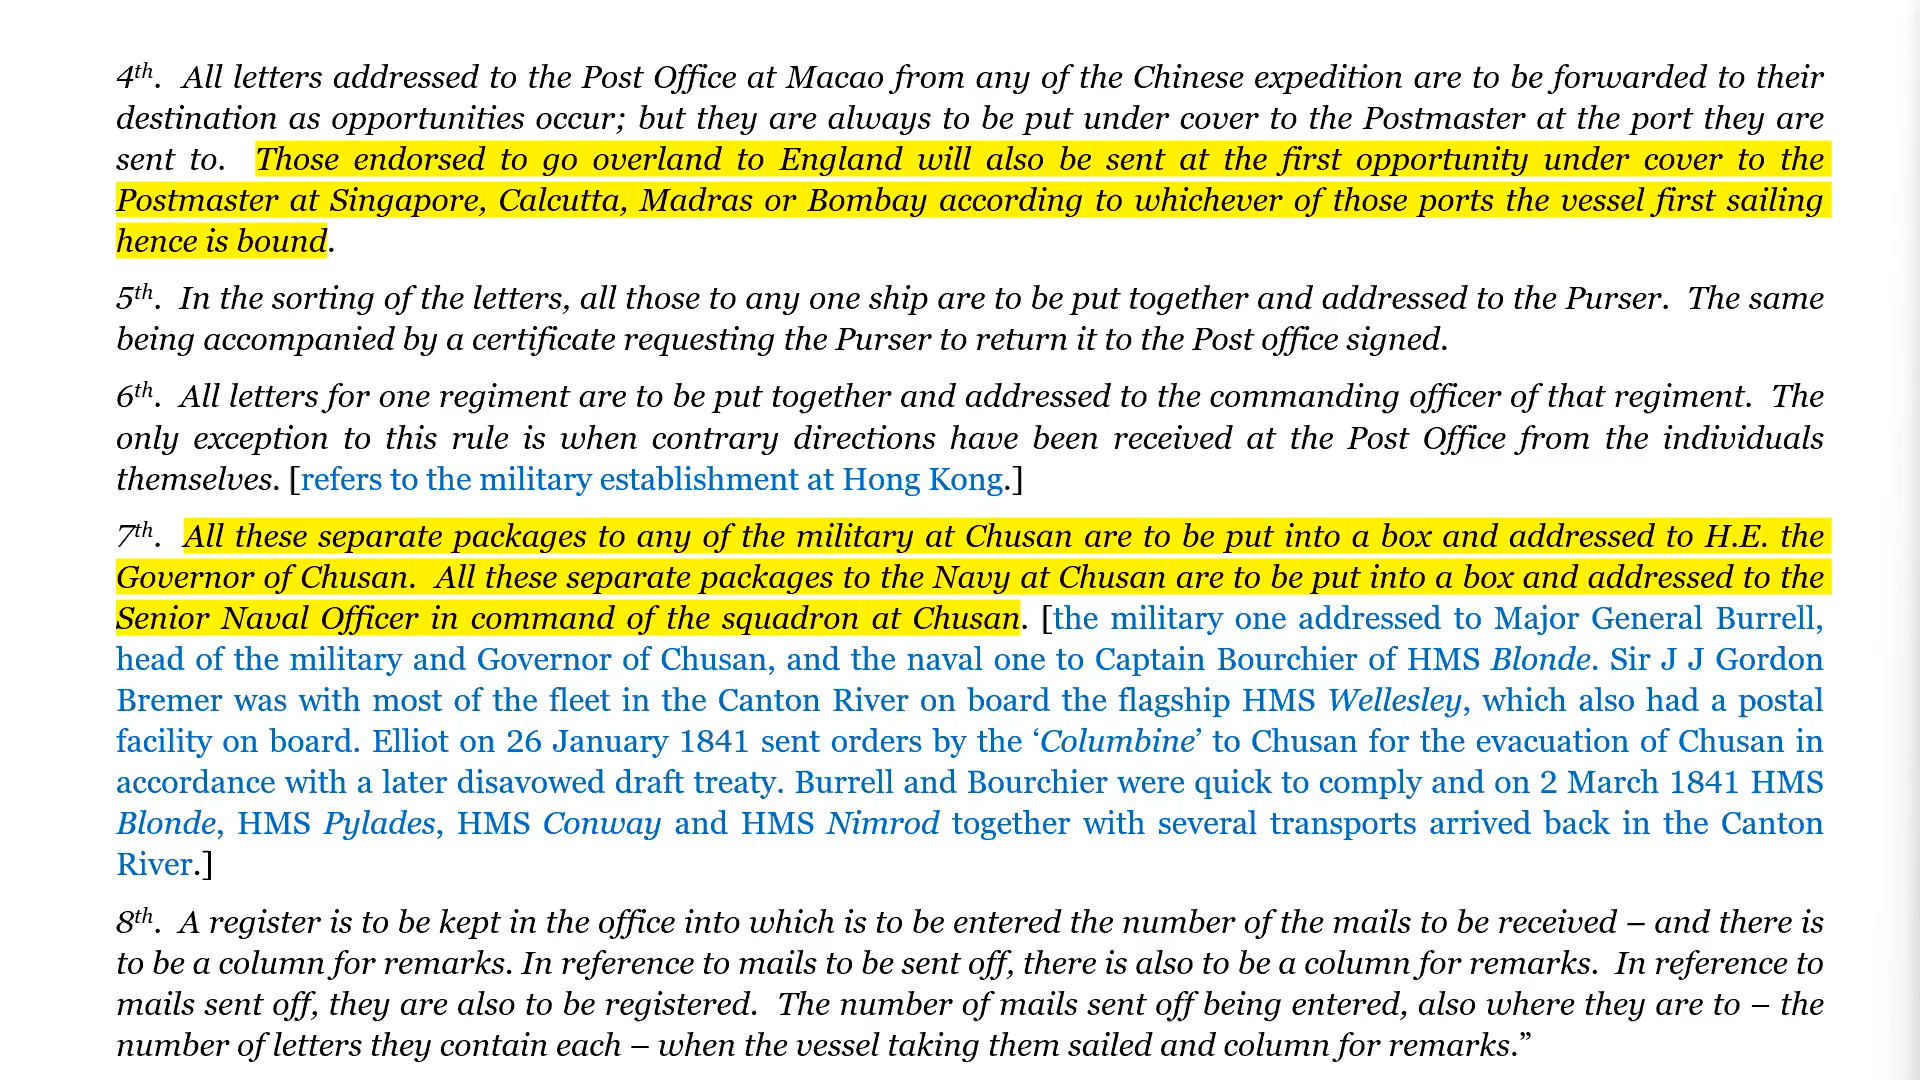 4th. All letters addressed to the Post Office at Macao from any of the Chinese expedition are to be forwarded to their
destination as opportunities occur; but they are always to be put under cover to the Postmaster at the port they are
sent to. Those endorsed to go overland to England will also be sent at the first opportunity under cover to the
Postmaster at Singapore, Calcutta, Madras or Bombay according to whichever of those ports the vessel first sailing
hence is bound.
5th. In the sorting of the letters, all those to any one ship are to be put together and addressed to the Purser. The same
being accompanied by a certificate requesting the Purser to return it to the Post office signed.
6th. All letters for one regiment are to be put together and addressed to the commanding officer of that regiment. The
only exception to this rule is when contrary directions have been received at the Post Office from the individuals
themselves. [refers to the military establishment at Hong Kong.]
7th. All these separate packages to any of the military at Chusan are to be put into a box and addressed to H.E. the
Governor of Chusan. All these separate packages to the Navy at Chusan are to be put into a box and addressed to the
Senior Naval Officer in command of the squadron at Chusan. [the military one addressed to Major General Burrell,
head of the military and Governor of Chusan, and the naval one to Captain Bourchier of HMS Blonde. Sir J J Gordon
Bremer was with most of the fleet in the Canton River on board the flagship HMS Wellesley, which also had a postal
facility on board. Elliot on 26 January 1841 sent orders by the ‘Columbine’ to Chusan for the evacuation of Chusan in
accordance with a later disavowed draft treaty. Burrell and Bourchier were quick to comply and on 2 March 1841 HMS
Blonde, HMS Pylades, HMS Conway and HMS Nimrod together with several transports arrived back in the Canton
River.]
8th. A register is to be kept in the office into which is to be entered the number of the mails to be received – and there is
to be a column for remarks. In reference to mails to be sent off, there is also to be a column for remarks. In reference to
mails sent off, they are also to be registered. The number of mails sent off being entered, also where they are to – the
number of letters they contain each – when the vessel taking them sailed and column for remarks.”